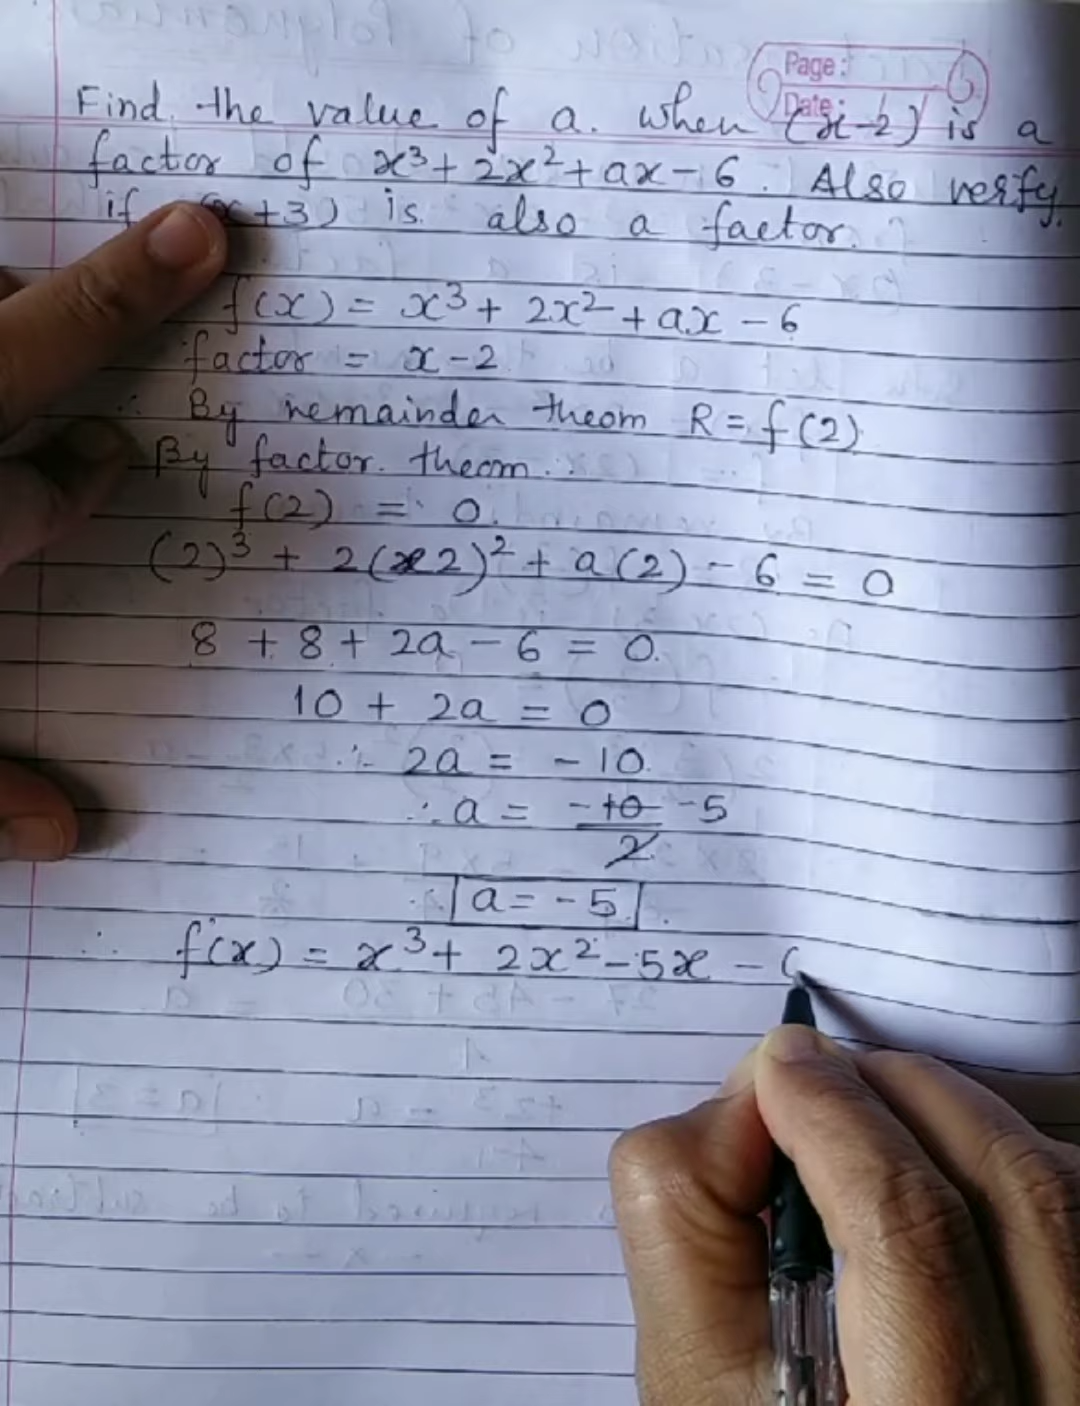 Page:
Date:
Find the value of a. when (x-2) is a
factor of x³ + 2x² + ax - 6. Also verify
if (x+3) is also a factor.
f(x) = x³ + 2x² + ax - 6
factor = x - 2
∴ By remainder theom R = f(2)
By factor. theom.
f(2) = 0.
(2)³ + 2(2)² + a(2) - 6 = 0
8 + 8 + 2a - 6 = 0.
10 + 2a = 0
∴ 2a = -10.
∴ a = -10/2 -5
a = -5
∴ f(x) = x³ + 2x² - 5x -